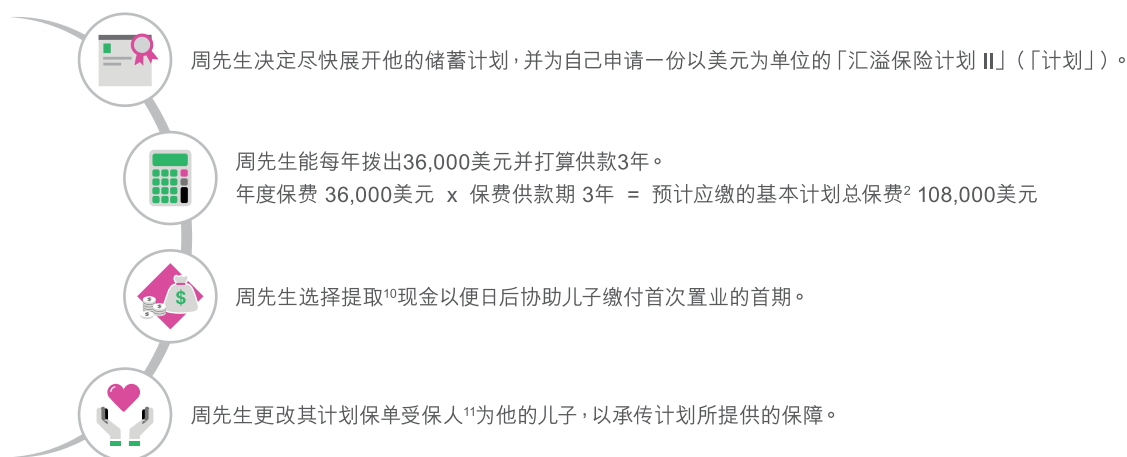 周先生决定尽快展开他的储蓄计划，并为自己申请一份以美元为单位的「汇溢保险计划 II」（「计划」）。
周先生能每年拨出36,000美元并打算供款3年。
年度保费 36,000美元 x 保费供款期 3年 = 预计应缴的基本计划总保费² 108,000美元
周先生选择提取¹⁰现金以便日后协助儿子缴付首次置业的首期。
周先生更改其计划保单受保人¹¹为他的儿子，以承传计划所提供的保障。